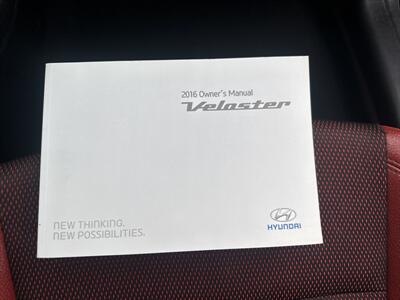 2016 Owner's Manual
Veloster
NEW THINKING.
NEW POSSIBILITIES.
HYUNDAI